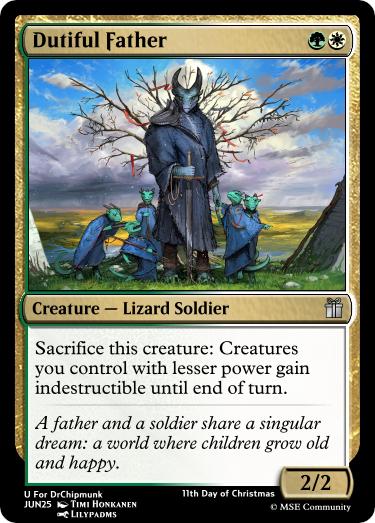 Dutiful Father
Creature — Lizard Soldier
Sacrifice this creature: Creatures
you control with lesser power gain
indestructible until end of turn.
A father and a soldier share a singular
dream: a world where children grow old
and happy.
2/2
U For DrChipmunk
11th Day of Christmas
JUN25 Timi Honkanen
© MSE Community
Lilypadms